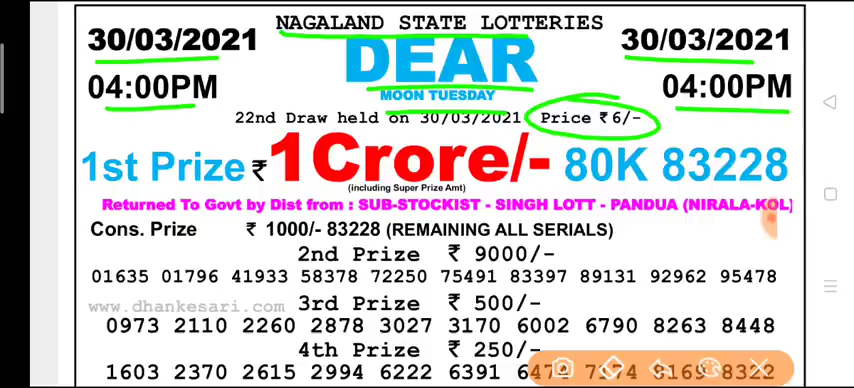 NAGALAND STATE LOTTERIES
30/03/2021 DEAR 30/03/2021
04:00PM MOON TUESDAY 04:00PM
22nd Draw held on 30/03/2021 Price ₹ 6/-
1st Prize ₹ 1 Crore/- 80K 83228
(including Super Prize Amt)
Returned To Govt by Dist from : SUB-STOCKIST - SINGH LOTT - PANDUA (NIRALA-KOL)
Cons. Prize ₹ 1000/- 83228 (REMAINING ALL SERIALS)
2nd Prize ₹ 9000/-
01635 01796 41933 58378 72250 75491 83397 89131 92962 95478
www.dhankesari.com 3rd Prize ₹ 500/-
0973 2110 2260 2878 3027 3170 6002 6790 8263 8448
4th Prize ₹ 250/-
1603 2370 2615 2994 6222 6391 8169 8322